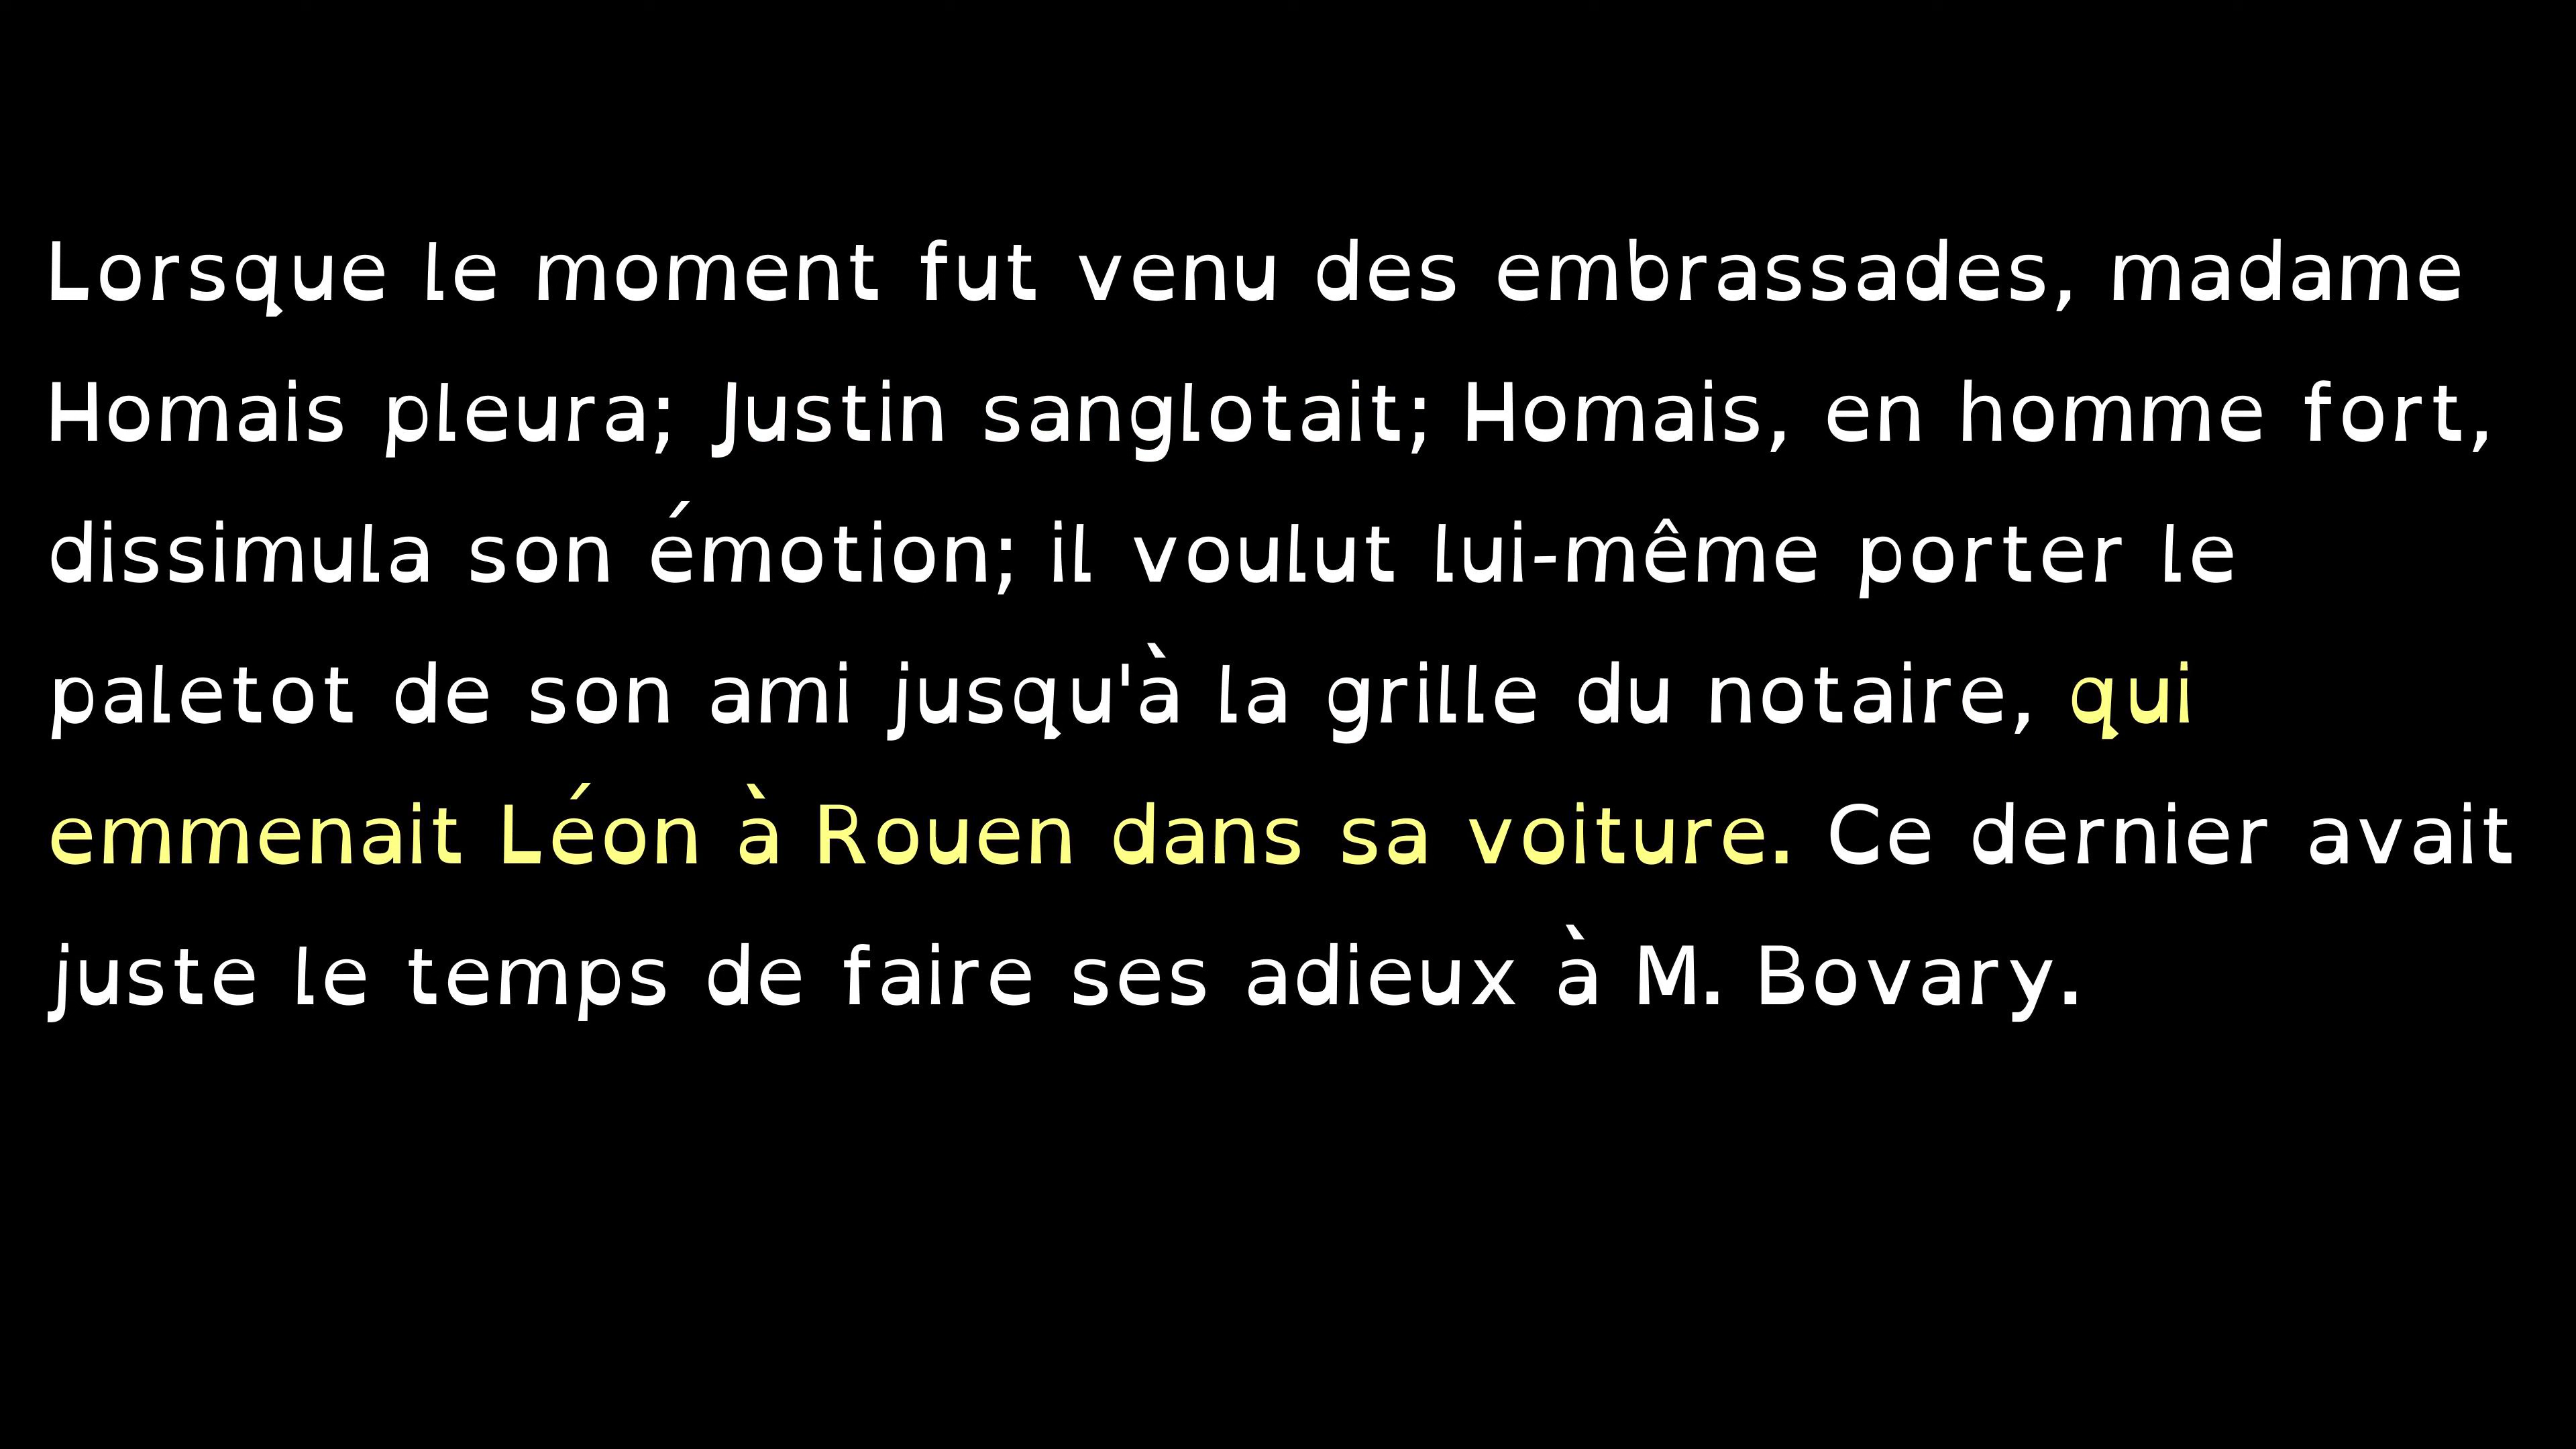 Lorsque le moment fut venu des embrassades, madame
Homais pleura; Justin sanglotait; Homais, en homme fort,
dissimula son émotion; il voulut lui-même porter le
paletot de son ami jusqu'à la grille du notaire, qui
emmenait Léon à Rouen dans sa voiture. Ce dernier avait
juste le temps de faire ses adieux à M. Bovary.